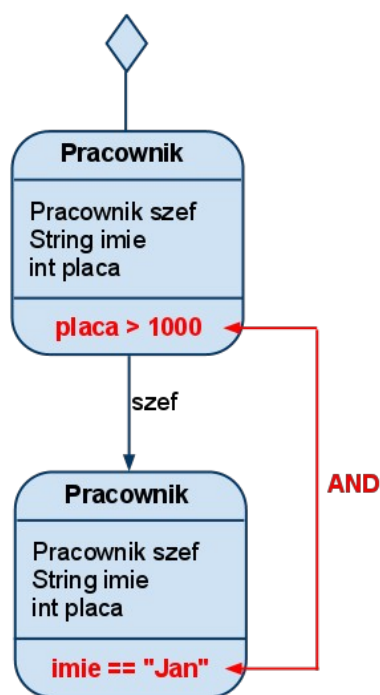 Pracownik
Pracownik szef
String imie
int placa
placa > 1000
szef
AND
Pracownik
Pracownik szef
String imie
int placa
imie == "Jan"